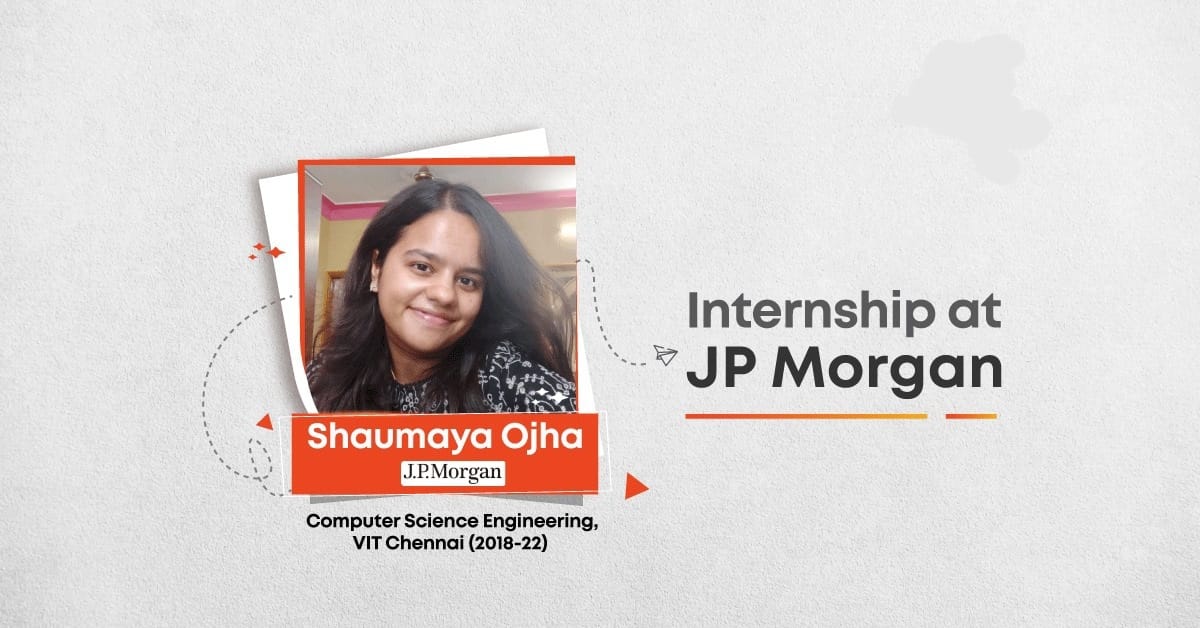 Shaumaya Ojha
J.P.Morgan
Computer Science Engineering,
VIT Chennai (2018-22)
Internship at
JP Morgan